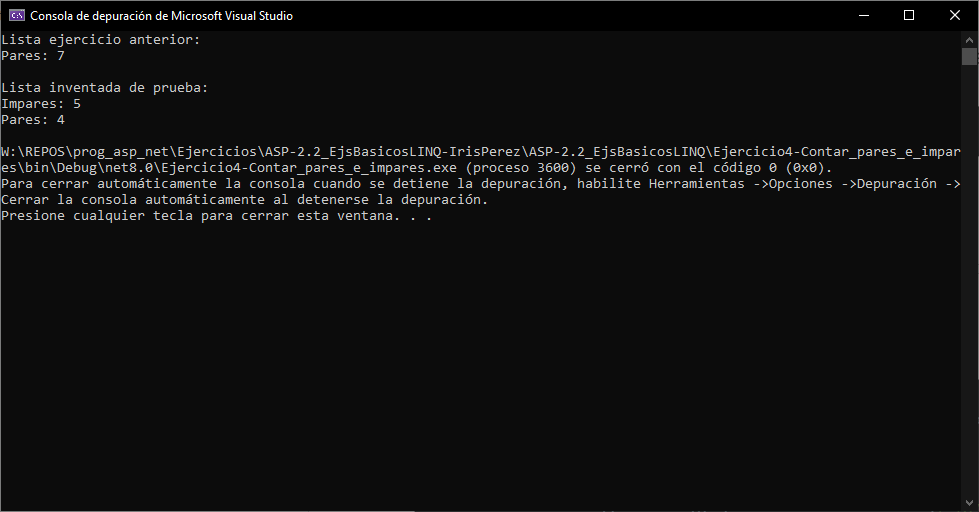 Consola de depuración de Microsoft Visual Studio
Lista ejercicio anterior:
Pares: 7
Lista inventada de prueba:
Impares: 5
Pares: 4
W:\REPOS\prog_asp_net\Ejercicios\ASP-2.2_EjsBasicosLINQ-IrisPerez\ASP-2.2_EjsBasicosLINQ\Ejercicio4-Contar_pares_e_impar
es\bin\Debug\net8.0\Ejercicio4-Contar_pares_e_impares.exe (proceso 3600) se cerró con el código 0 (0x0).
Para cerrar automáticamente la consola cuando se detiene la depuración, habilite Herramientas ->Opciones ->Depuración ->
Cerrar la consola automáticamente al detenerse la depuración.
Presione cualquier tecla para cerrar esta ventana. . .